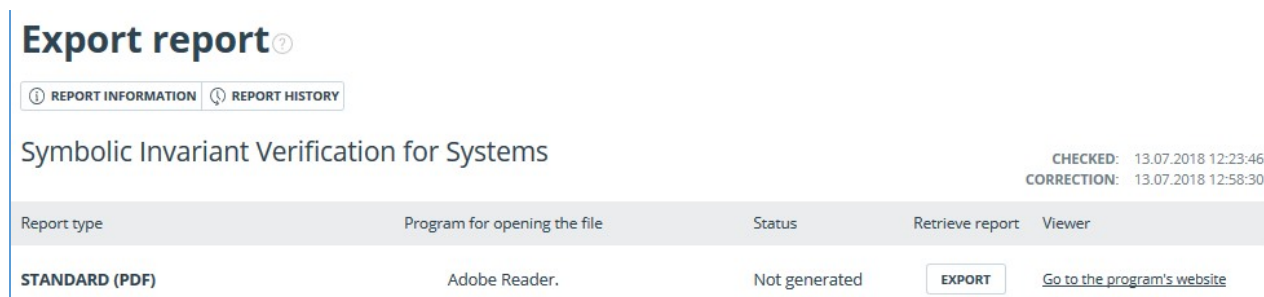 Export report ?
REPORT INFORMATION REPORT HISTORY
Symbolic Invariant Verification for Systems
CHECKED: 13.07.2018 12:23:46
CORRECTION: 13.07.2018 12:58:30
Report type Program for opening the file Status Retrieve report Viewer
STANDARD (PDF) Adobe Reader. Not generated EXPORT Go to the program's website